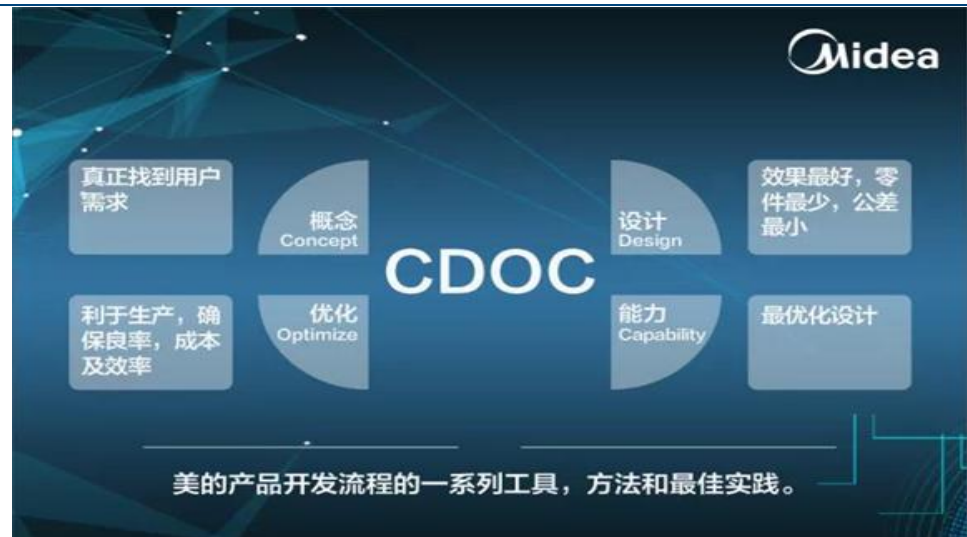 Midea
真正找到用户
需求
概念
Concept
设计
Design
效果最好，零
件最少，公差
最小
CDOC
利于生产，确
保良率，成本
及效率
优化
Optimize
能力
Capability
最优化设计
美的产品开发流程的一系列工具，方法和最佳实践。